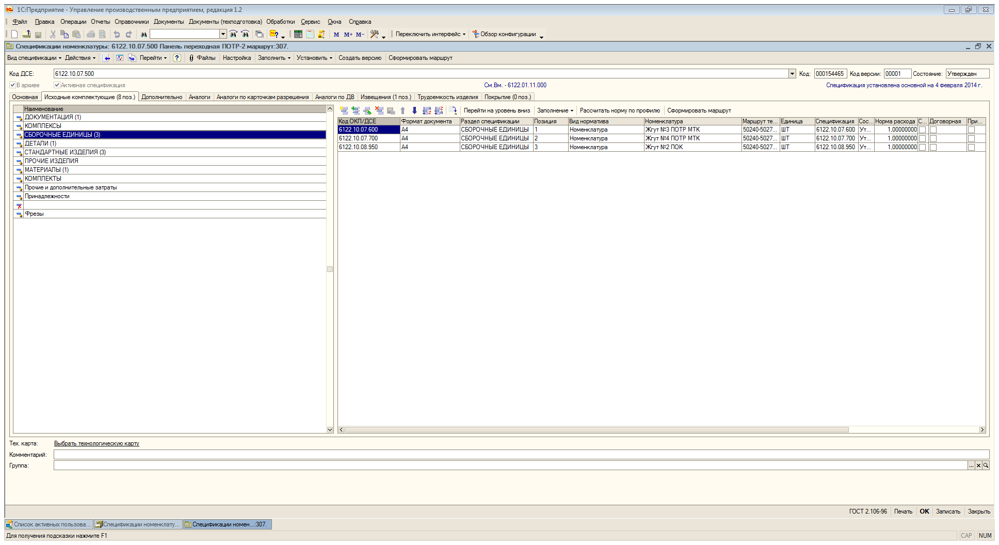 1С:Предприятие - Управление производственным предприятием, редакция 1.2
Файл Правка Операции Отчеты Справочники Документы Документы (техподготовка) Обработки Сервис Окна Справка
M M+ M- Переключить интерфейс Обзор конфигурации
Спецификации номенклатуры: 6122.10.07.500 Панель переходная ПОТР-2 маршрут:307.
Вид спецификации Действия Перейти ? Файлы Настройка Заполнить Установить Создать версию Сформировать маршрут
Код ДСЕ: 6122.10.07.500 Код: 000154465 Код версии: 00001 Состояние: Утвержден
В архиве Активная спецификация См.Вм. - 6122.01.11.000 Спецификация установлена основной на 4 февраля 2014 г.
Основная Исходные комплектующие (8 поз.) Дополнительно Аналоги Аналоги по карточкам разрешения Аналоги по ДВ Извещения (1 поз.) Трудоемкость изделия Покрытие (0 поз.)
Наименование
ДОКУМЕНТАЦИЯ (1)
КОМПЛЕКСЫ
СБОРОЧНЫЕ ЕДИНИЦЫ (3)
ДЕТАЛИ (1)
СТАНДАРТНЫЕ ИЗДЕЛИЯ (3)
ПРОЧИЕ ИЗДЕЛИЯ
МАТЕРИАЛЫ (1)
КОМПЛЕКТЫ
Прочие и дополнительные затраты
Принадлежности
Фрезы
Перейти на уровень вниз Заполнение Рассчитать норму по профилю Сформировать маршрут
Код ОКП/ДСЕ Формат документа Раздел спецификации Позиция Вид норматива Номенклатура Маршрут те... Единица Спецификация Сос... Норма расхода С... Договорная При...
6122.10.07.600 А4 СБОРОЧНЫЕ ЕДИНИЦЫ 1 Номенклатура Жгут №3 ПОТР МТК 50240-5027... ШТ 6122.10.07.600 Ут... 1,00000000
6122.10.07.700 А4 СБОРОЧНЫЕ ЕДИНИЦЫ 2 Номенклатура Жгут №4 ПОТР МТК 50240-5027... ШТ 6122.10.07.700 Ут... 1,00000000
6122.10.08.950 А4 СБОРОЧНЫЕ ЕДИНИЦЫ 3 Номенклатура Жгут №2 ПОК 50240-5027... ШТ 6122.10.08.950 Ут... 1,00000000
Тех. карта: Выбрать технологическую карту
Комментарий:
Группа:
ГОСТ 2.106-96 Печать OK Записать Закрыть
Список активных пользова... Спецификации номенклату... Спецификации номен...:307.
Для получения подсказки нажмите F1 CAP NUM